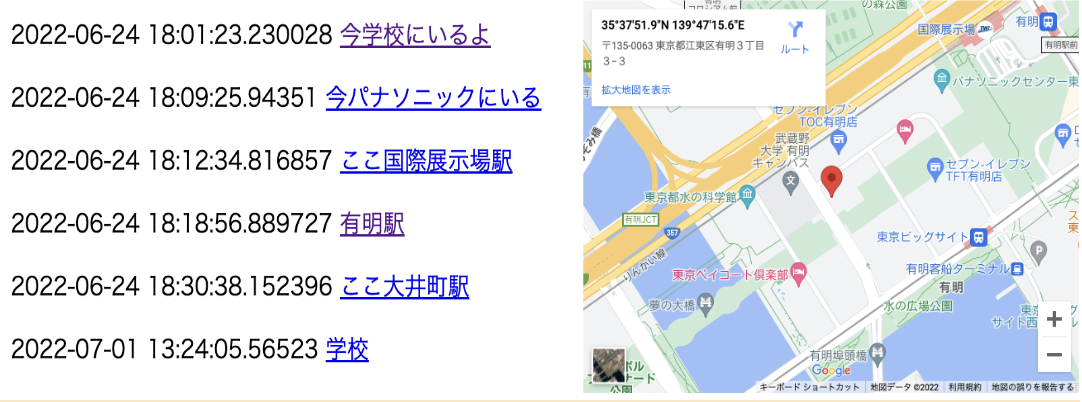 2022-06-24 18:01:23.230028 今学校にいるよ
2022-06-24 18:09:25.94351 今パナソニックにいる
2022-06-24 18:12:34.816857 ここ国際展示場駅
2022-06-24 18:18:56.889727 有明駅
2022-06-24 18:30:38.152396 ここ大井町駅
2022-07-01 13:24:05.56523 学校
35°37'51.9"N 139°47'15.6"E
〒135-0063 東京都江東区有明３丁目
３−３
ルート
拡大地図を表示
の森公園
国際展示場
有明
有明駅前
パナソニックセンター東
セブン-イレブン
TOC有明店
武蔵野
大学 有明
キャンパス
セブン-イレブン
TFT有明店
東京都水の科学館
有明JCT
357
りんかい線
東京ビッグサイト
東京ベイコート倶楽部
有明客船ターミナル
有明
夢の大橋
水の広場公園
サイト西
有明埠頭橋
Google
キーボード ショートカット
地図データ ©2022
利用規約
地図の誤りを報告する